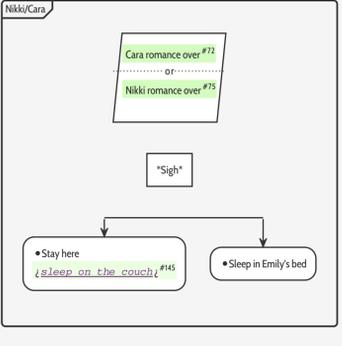 Nikki/Cara
Cara romance over #72
or
Nikki romance over #75
*Sigh*
• Stay here
¿sleep on the couch¿ #145
• Sleep in Emily's bed